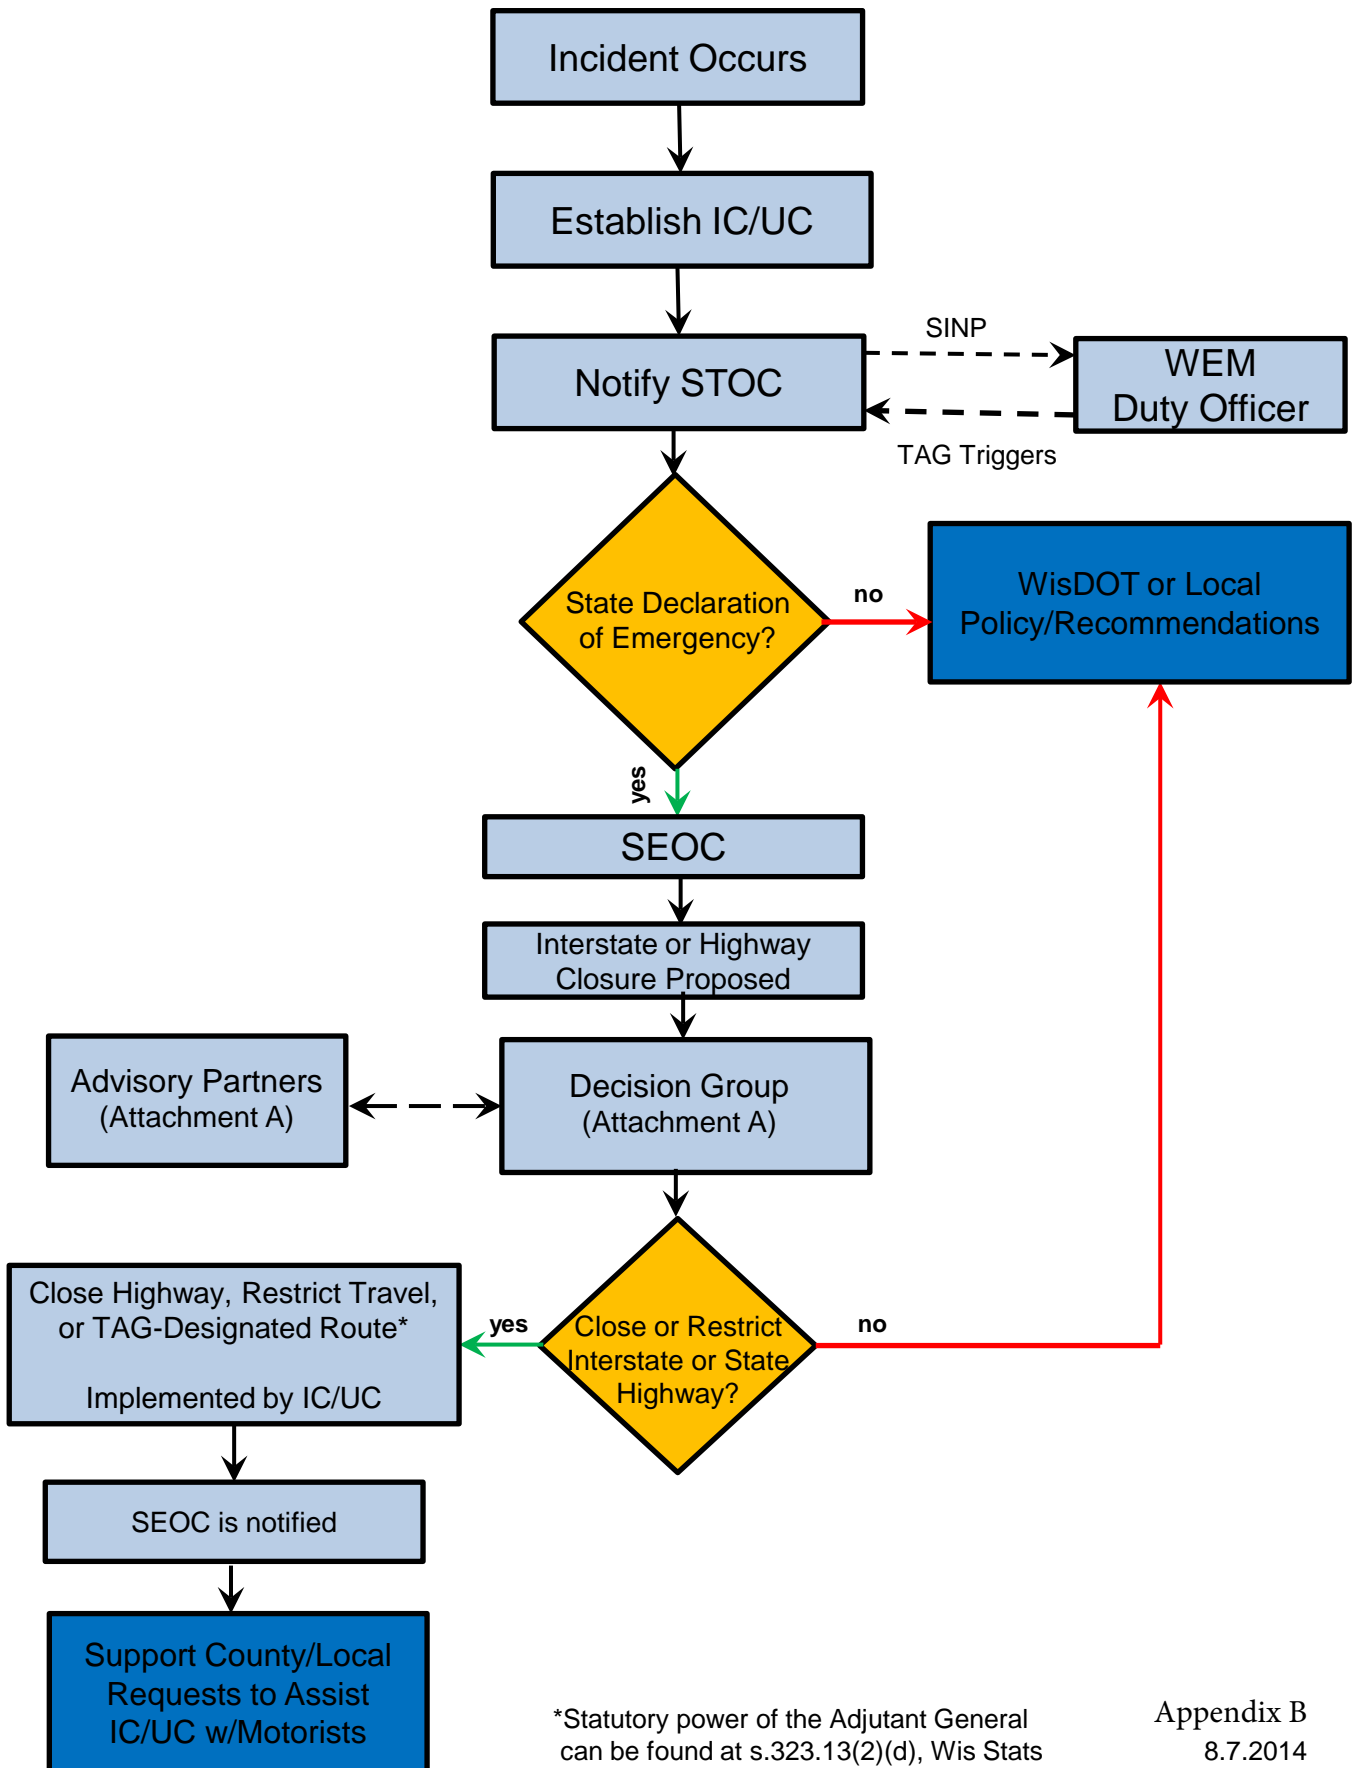 Incident Occurs
Establish IC/UC
SINP
Notify STOC
WEM
Duty Officer
TAG Triggers
State Declaration
of Emergency?
no
WisDOT or Local
Policy/Recommendations
yes
SEOC
Interstate or Highway
Closure Proposed
Advisory Partners
(Attachment A)
Decision Group
(Attachment A)
Close Highway, Restrict Travel,
or TAG-Designated Route*
Implemented by IC/UC
yes
Close or Restrict
Interstate or State
Highway?
no
SEOC is notified
Support County/Local
Requests to Assist
IC/UC w/Motorists
*Statutory power of the Adjutant General
can be found at s.323.13(2)(d), Wis Stats
Appendix B
8.7.2014